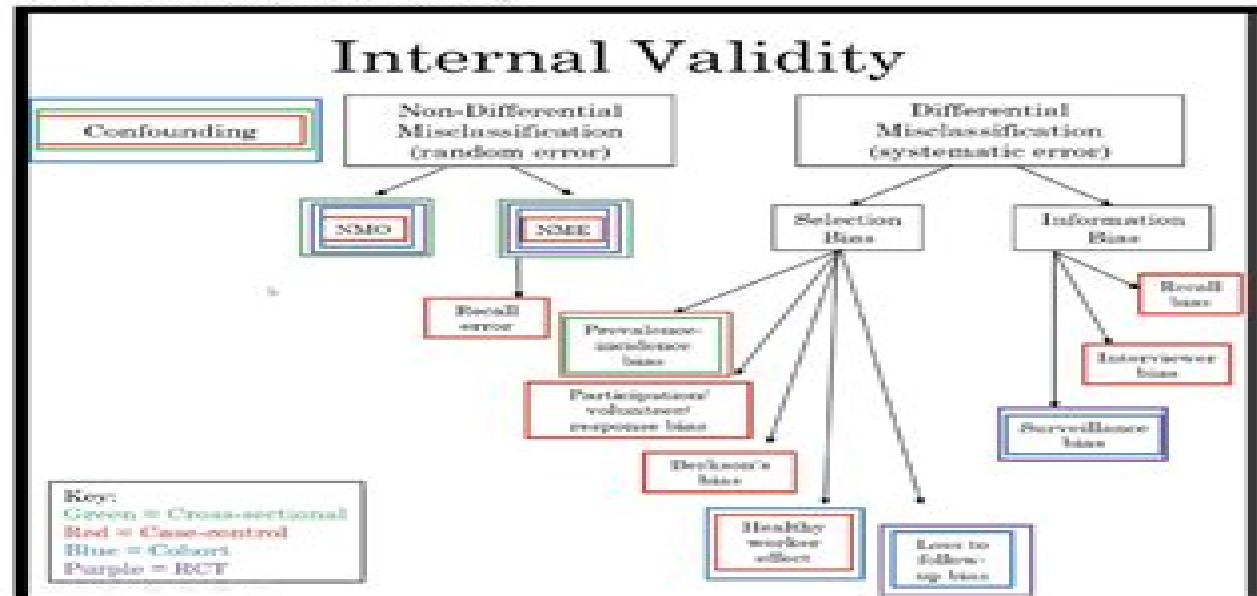 Internal Validity
Confounding
Non-Differential
Misclassification
(random error)
Differential
Misclassification
(systematic error)
NMO
NME
Selection
Bias
Information
Bias
Recall
error
Prevalence-
incidence
bias
Participation/
volunteer/
response bias
Berkson's
bias
Healthy
worker
effect
Loss to
follow-
up bias
Recall
bias
Interviewer
bias
Surveillance
bias
Key:
Green = Cross-sectional
Red = Case-control
Blue = Cohort
Purple = RCT